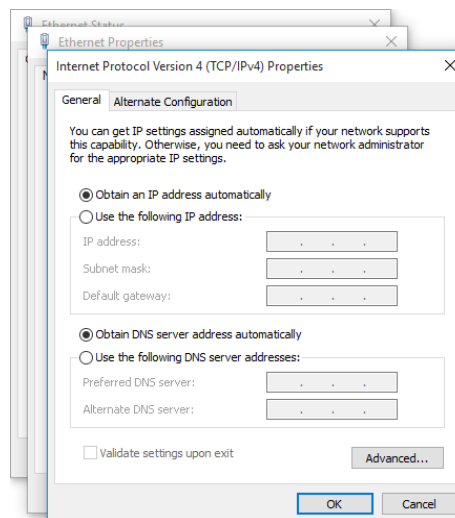 Ethernet Status
Ethernet Properties
Internet Protocol Version 4 (TCP/IPv4) Properties
General
Alternate Configuration
You can get IP settings assigned automatically if your network supports
this capability. Otherwise, you need to ask your network administrator
for the appropriate IP settings.
Obtain an IP address automatically
Use the following IP address:
IP address:
Subnet mask:
Default gateway:
Obtain DNS server address automatically
Use the following DNS server addresses:
Preferred DNS server:
Alternate DNS server:
Validate settings upon exit
Advanced...
OK
Cancel